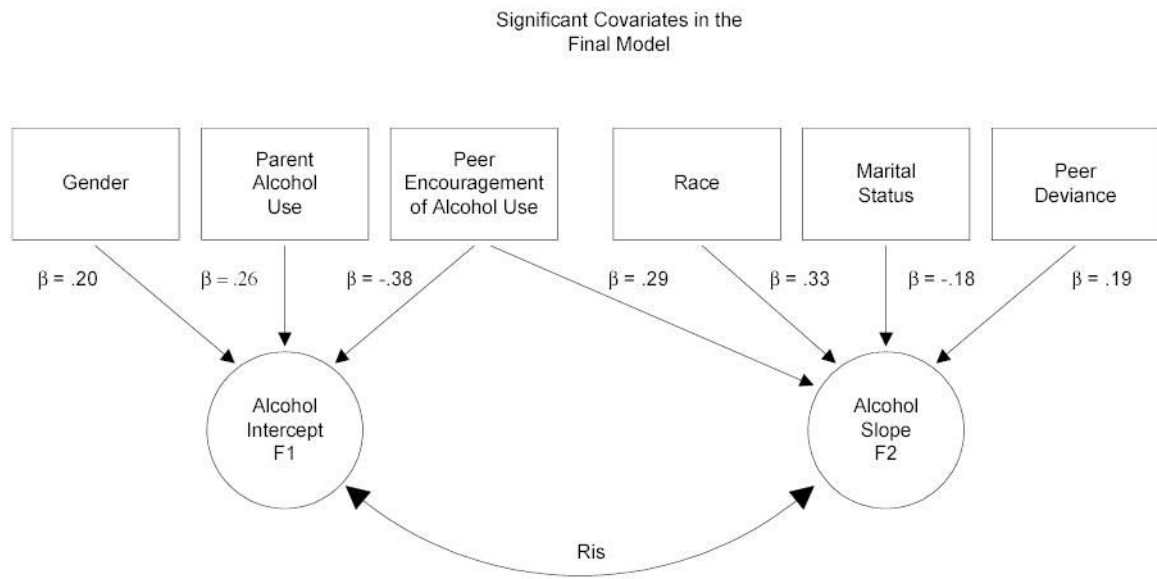 Significant Covariates in the
Final Model
Gender
Parent
Alcohol
Use
Peer
Encouragement
of Alcohol Use
Race
Marital
Status
Peer
Deviance
β = .20
β = .26
β = -.38
β = .29
β = .33
β = -.18
β = .19
Alcohol
Intercept
F1
Alcohol
Slope
F2
Ris